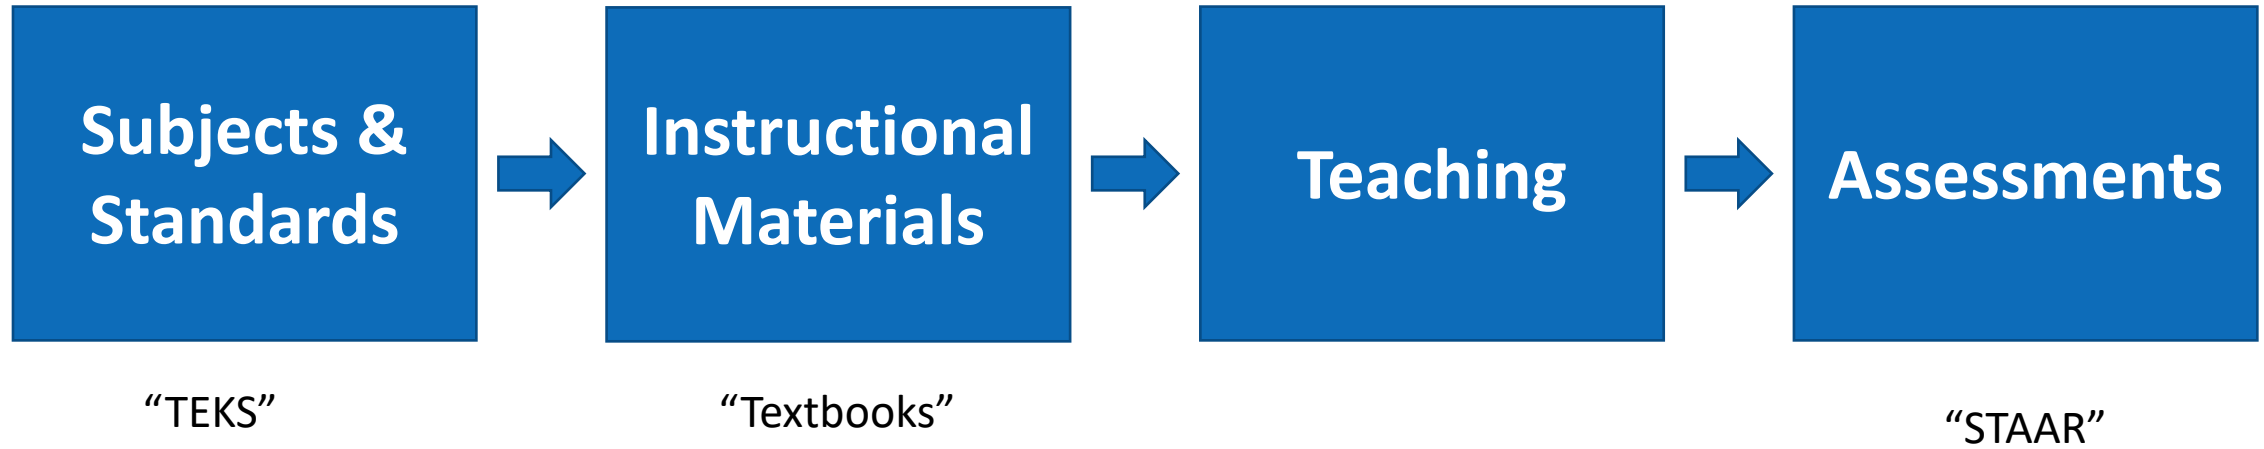 Subjects &
Standards
Instructional
Materials
Teaching
Assessments
“TEKS”
“Textbooks”
“STAAR”